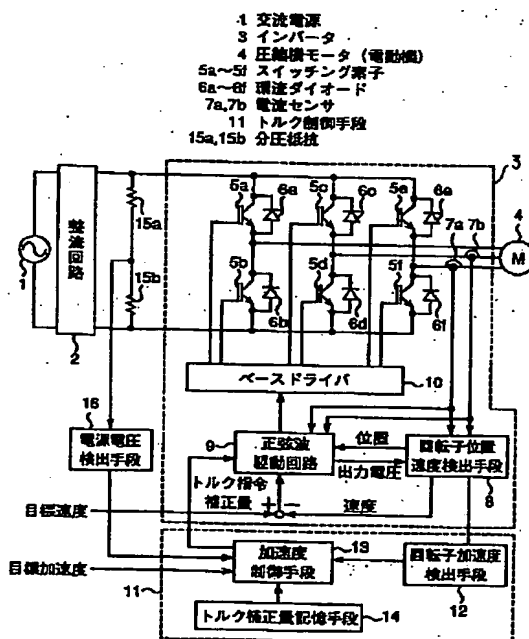 1 交流電源
3 インバータ
4 圧縮機モータ（電動機）
5a〜5f スイッチング素子
6a〜6f 環流ダイオード
7a,7b 電流センサ
11 トルク制御手段
15a,15b 分圧抵抗
3
5a
6a
5c
6c
5e
6e
7a
7b
4
M
15a
15b
1
整流回路
2
5b
6b
5d
6d
5f
6f
ベースドライバ
10
16
電源電圧
検出手段
9
正弦波
駆動回路
位置
出力電圧
回転子位置
速度検出手段
8
トルク指令
補正量
+
−
速度
目標速度
13
加速度
制御手段
回転子加速度
検出手段
12
目標加速度
11
トルク補正量記憶手段
14